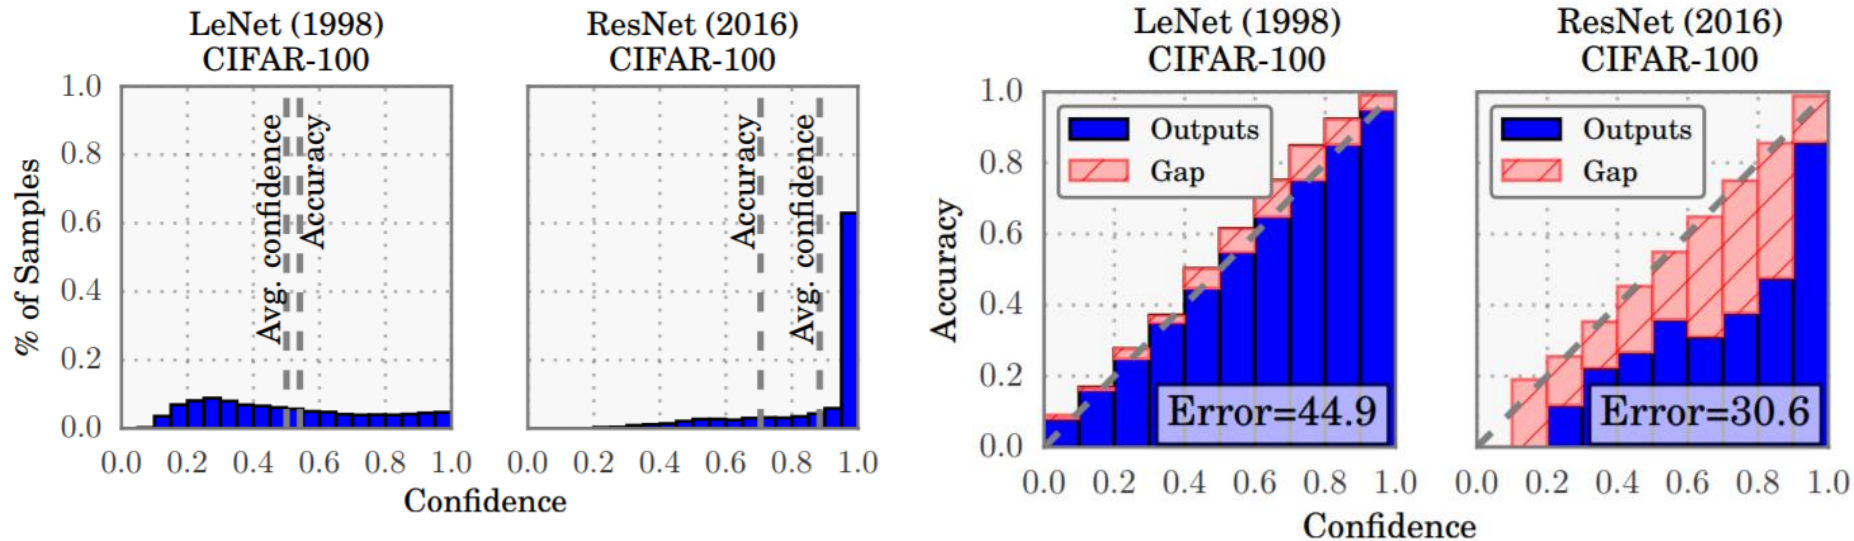 LeNet (1998)
CIFAR-100
ResNet (2016)
CIFAR-100
% of Samples
1.0
0.8
0.6
0.4
0.2
0.0
Avg. confidence
Accuracy
Accuracy
Avg. confidence
0.0 0.2 0.4 0.6 0.8 1.0
0.0 0.2 0.4 0.6 0.8 1.0
Confidence
LeNet (1998)
CIFAR-100
ResNet (2016)
CIFAR-100
Accuracy
1.0
0.8
0.6
0.4
0.2
0.0
Outputs
Gap
Error=44.9
Outputs
Gap
Error=30.6
0.0 0.2 0.4 0.6 0.8 1.0
0.0 0.2 0.4 0.6 0.8 1.0
Confidence